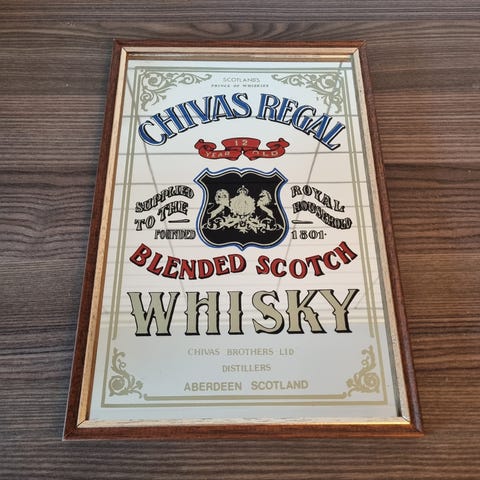 SCOTLAND'S
PRINCE OF WHISKIES
CHIVAS REGAL
12
YEAR OLD
SUPPLIED ROYAL
TO THE HOUSEHOLD
FOUNDED 1801
BLENDED SCOTCH
WHISKY
CHIVAS BROTHERS LTD
DISTILLERS
ABERDEEN SCOTLAND